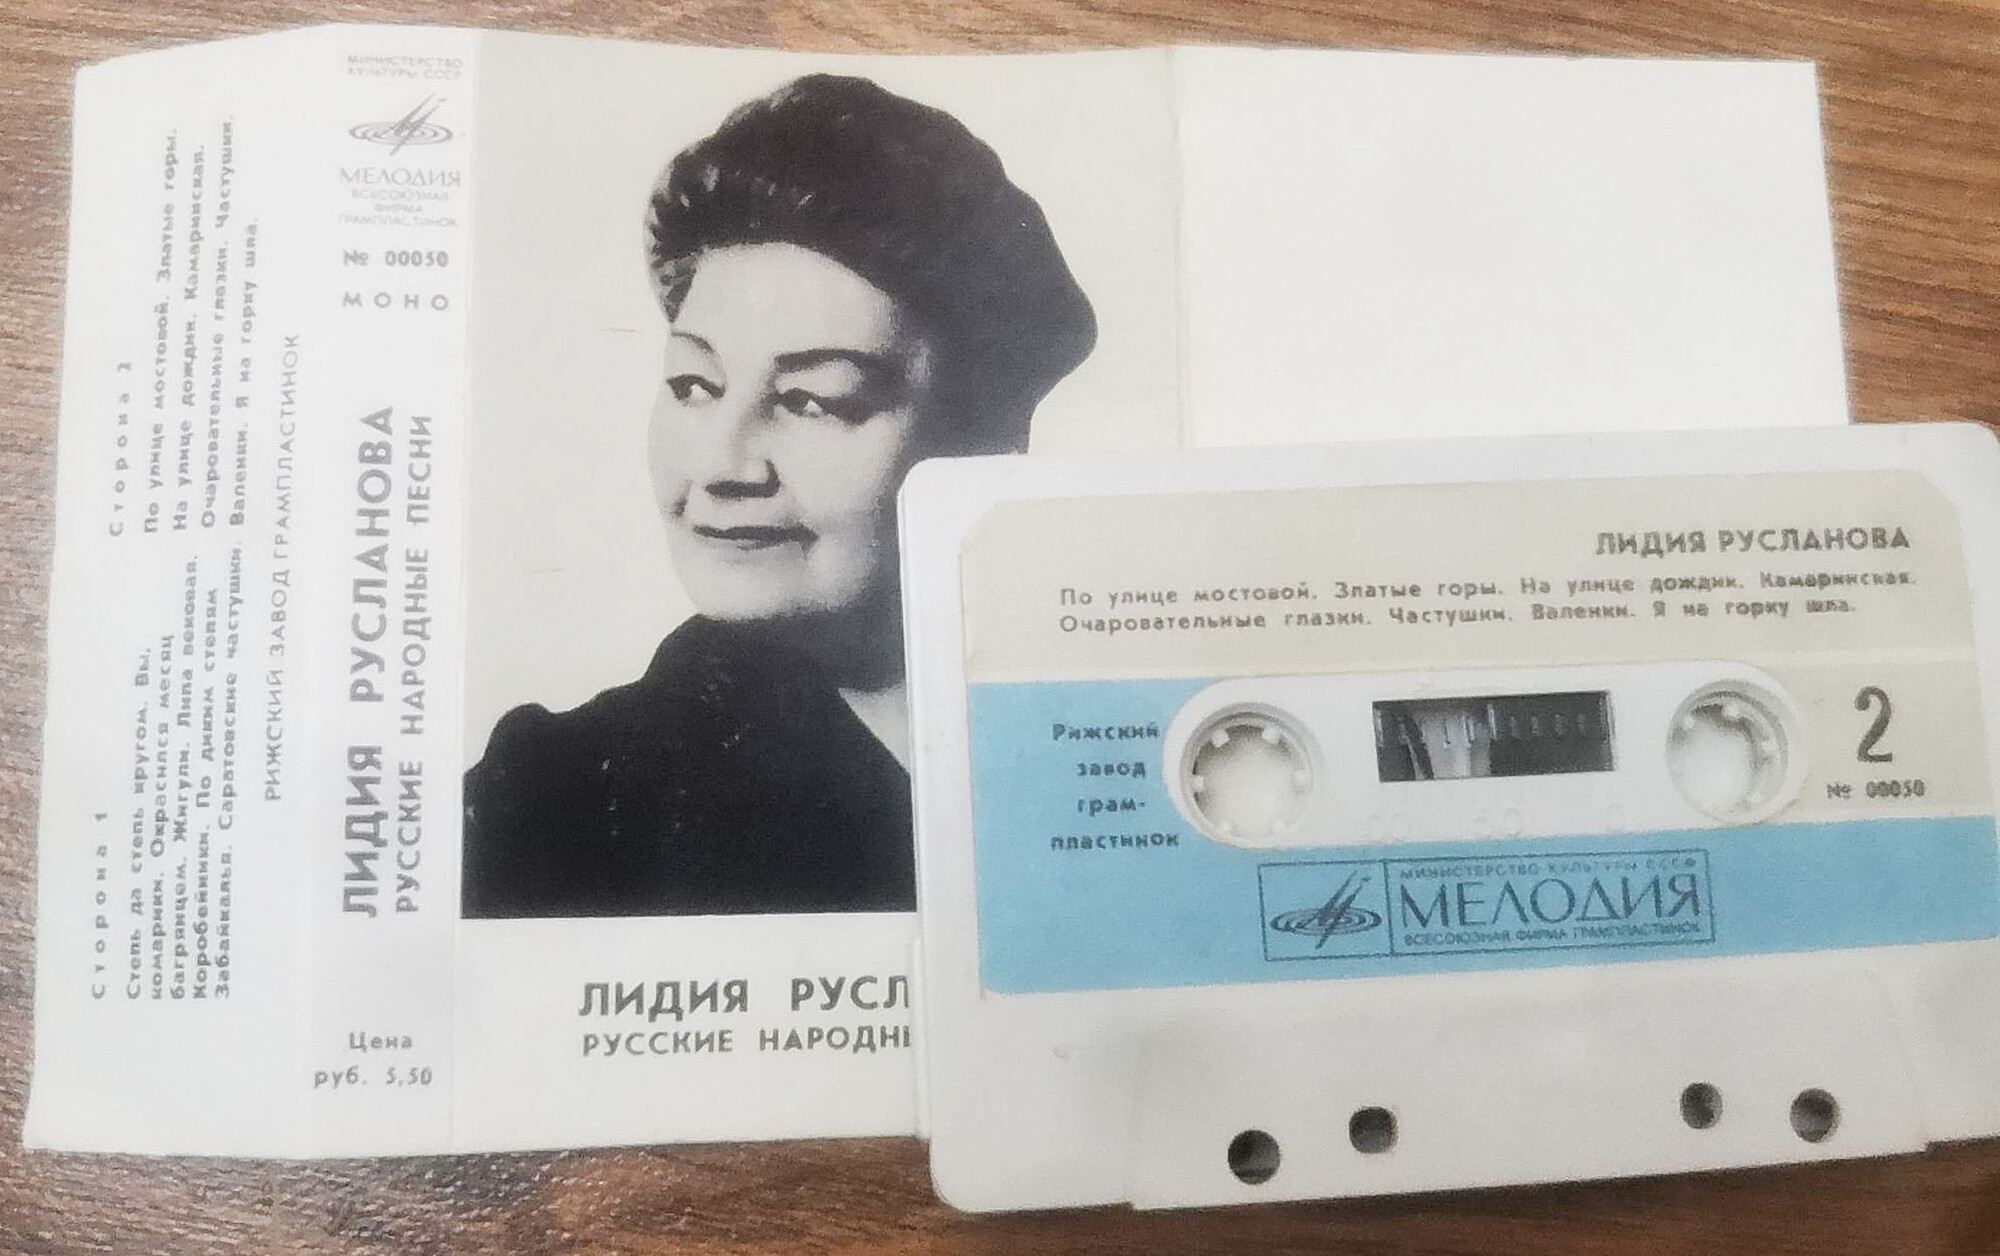 Сторона 1
Степь да степь кругом. Вы,
комарики. Окрасился месяц
багрянцем. Жигули. Липа вековая.
Коробейники. По диким степям
Забайкалья. Саратовские частушки.
Сторона 2
По улице мостовой. Златые горы.
На улице дождик. Камаринская.
Очаровательные глазки. Частушки.
Валенки. Я на горку шла.
РИЖСКИЙ ЗАВОД ГРАМПЛАСТИНОК
МИНИСТЕРСТВО
КУЛЬТУРЫ СССР
МЕЛОДИЯ
ВСЕСОЮЗНАЯ
ФИРМА
ГРАМПЛАСТИНОК
№ 00050
МОНО
ЛИДИЯ РУСЛАНОВА
РУССКИЕ НАРОДНЫЕ ПЕСНИ
Цена
руб. 5,50
ЛИДИЯ РУСЛ
РУССКИЕ НАРОДНЫ
ЛИДИЯ РУСЛАНОВА
По улице мостовой. Златые горы. На улице дождик. Камаринская.
Очаровательные глазки. Частушки. Валенки. Я на горку шла.
Рижский
завод
грам-
пластинок
2
№ 00050
МИНИСТЕРСТВО КУЛЬТУРЫ СССР
МЕЛОДИЯ
ВСЕСОЮЗНАЯ ФИРМА ГРАМПЛАСТИНОК